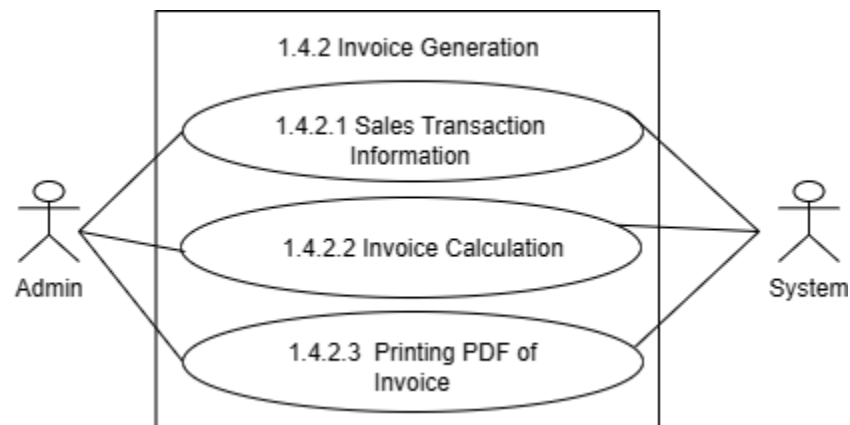 1.4.2 Invoice Generation
1.4.2.1 Sales Transaction
Information
1.4.2.2 Invoice Calculation
Admin
System
1.4.2.3 Printing PDF of
Invoice